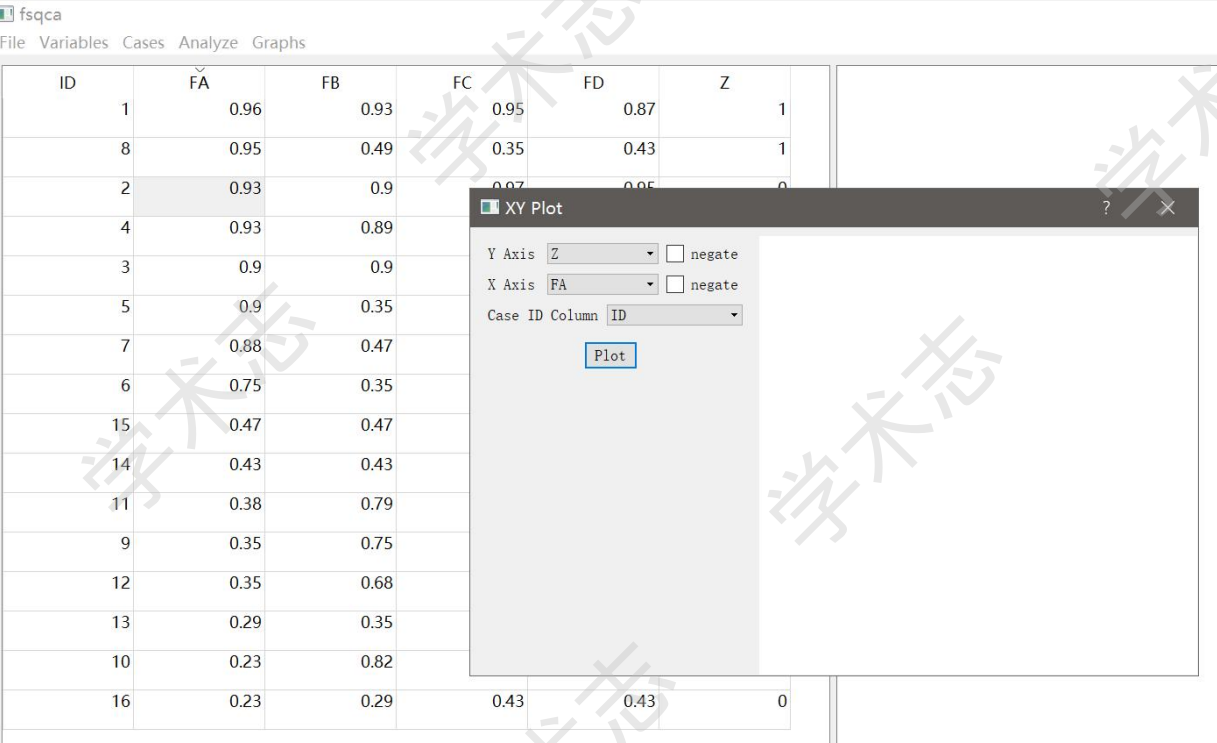 fsqca
File Variables Cases Analyze Graphs
ID FA FB FC FD Z
1 0.96 0.93 0.95 0.87 1
8 0.95 0.49 0.35 0.43 1
2 0.93 0.9
XY Plot ? ×
4 0.93 0.89
Y Axis Z negate
3 0.9 0.9
X Axis FA negate
5 0.9 0.35
Case ID Column ID
7 0.88 0.47
Plot
6 0.75 0.35
15 0.47 0.47
14 0.43 0.43
11 0.38 0.79
9 0.35 0.75
12 0.35 0.68
13 0.29 0.35
10 0.23 0.82
16 0.23 0.29 0.43 0.43 0
学术志
学术志
学术志
学术志
学术志